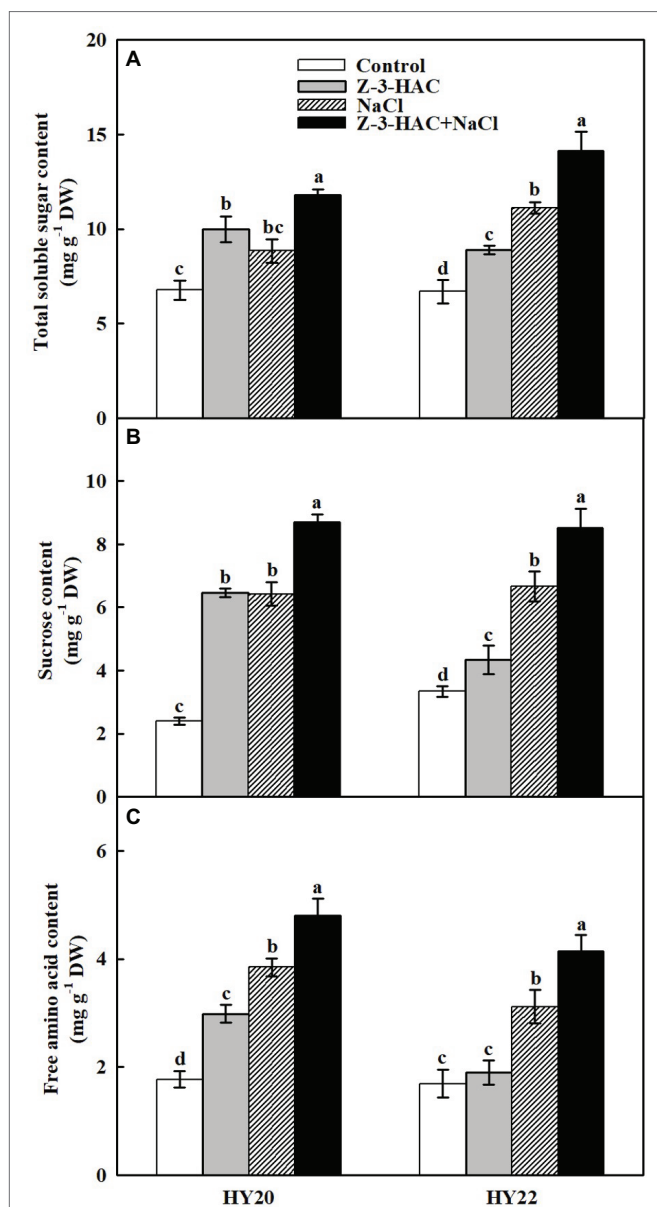 A
Control
Z-3-HAC
NaCl
Z-3-HAC+NaCl
Total soluble sugar content
(mg g⁻¹ DW)
20
15
10
5
0
c
b
bc
a
d
c
b
a
B
Sucrose content
(mg g⁻¹ DW)
10
8
6
4
2
0
c
b
b
a
d
c
b
a
C
Free amino acid content
(mg g⁻¹ DW)
6
4
2
0
d
c
b
a
c
c
b
a
HY20
HY22